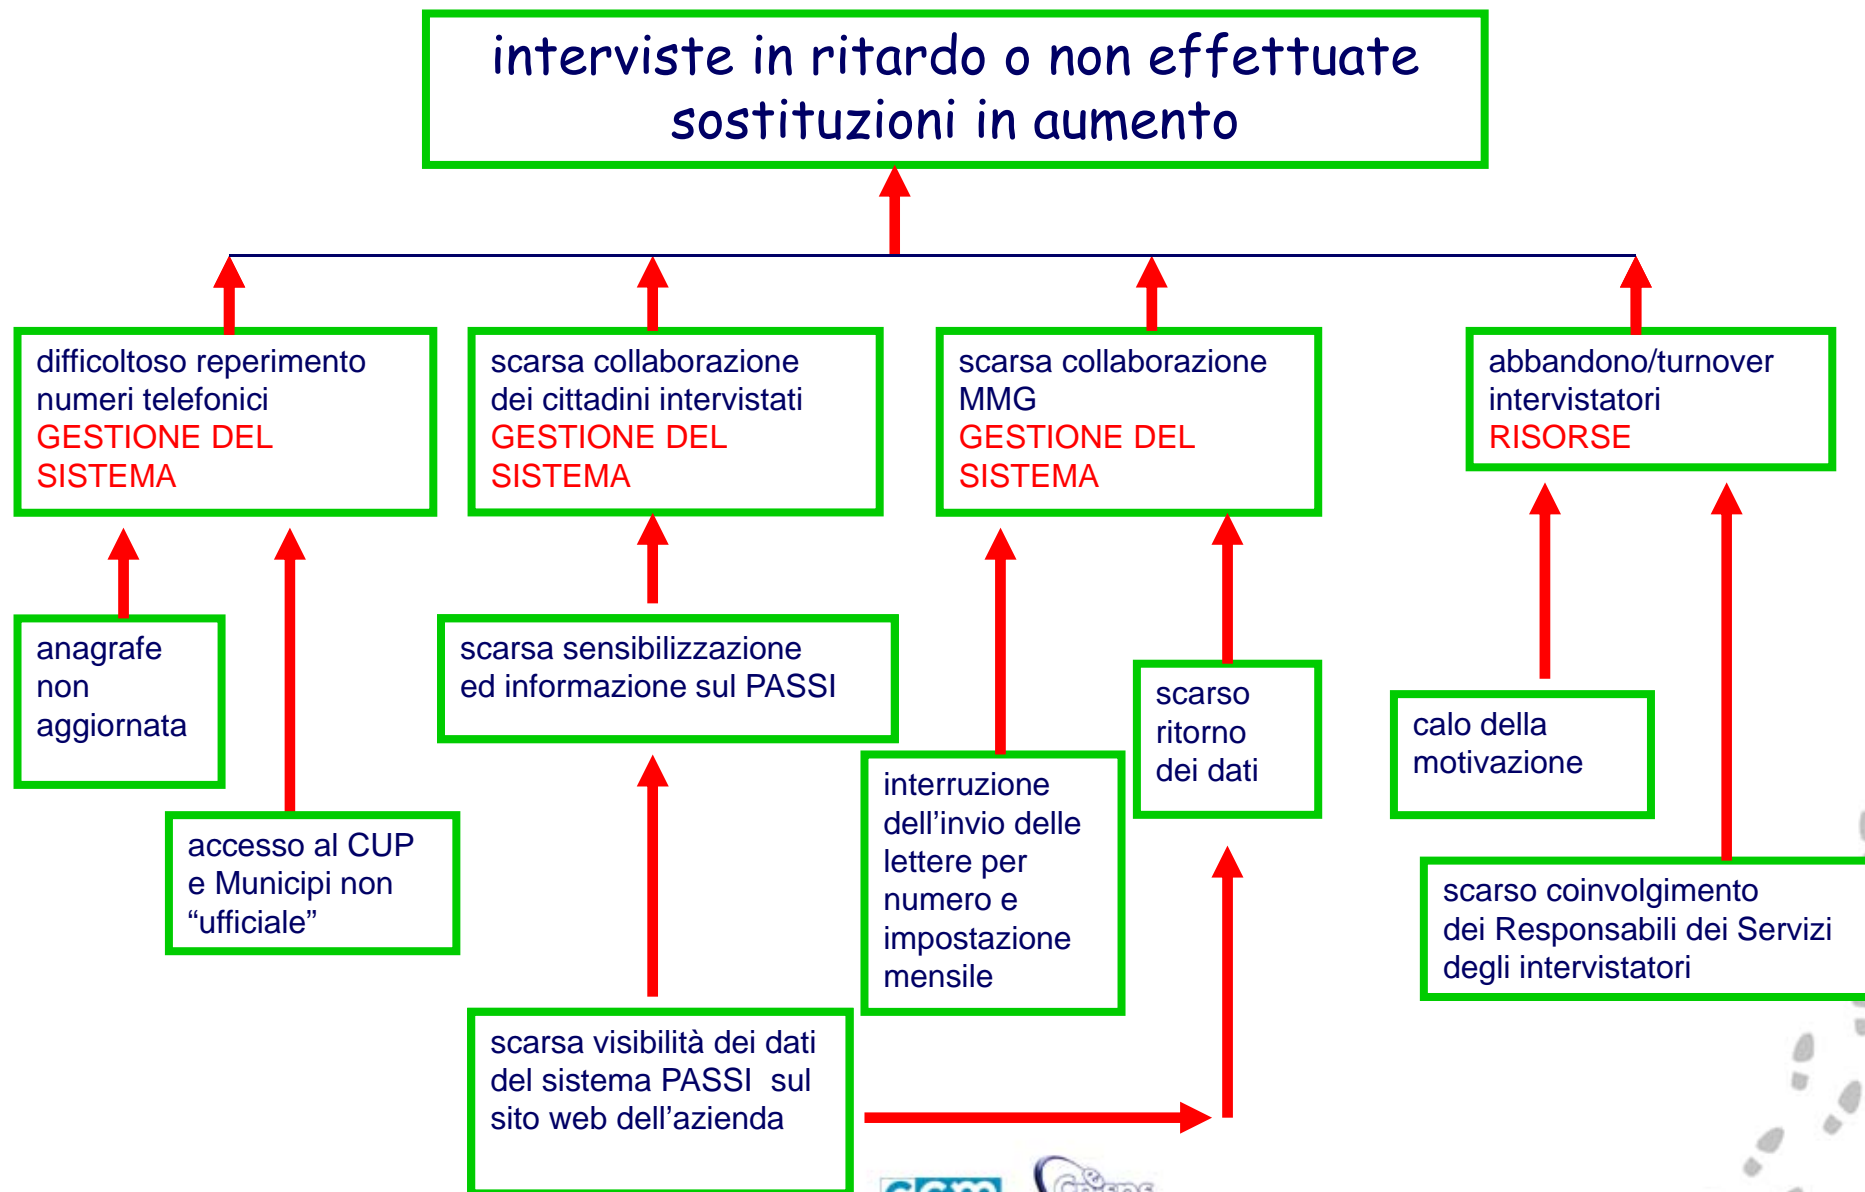 interviste in ritardo o non effettuate
sostituzioni in aumento
difficoltoso reperimento
numeri telefonici
GESTIONE DEL
SISTEMA
scarsa collaborazione
dei cittadini intervistati
GESTIONE DEL
SISTEMA
scarsa collaborazione
MMG
GESTIONE DEL
SISTEMA
abbandono/turnover
intervistatori
RISORSE
anagrafe
non
aggiornata
accesso al CUP
e Municipi non
“ufficiale”
scarsa sensibilizzazione
ed informazione sul PASSI
scarsa visibilità dei dati
del sistema PASSI sul
sito web dell’azienda
interruzione
dell’invio delle
lettere per
numero e
impostazione
mensile
scarso
ritorno
dei dati
calo della
motivazione
scarso coinvolgimento
dei Responsabili dei Servizi
degli intervistatori
ccm